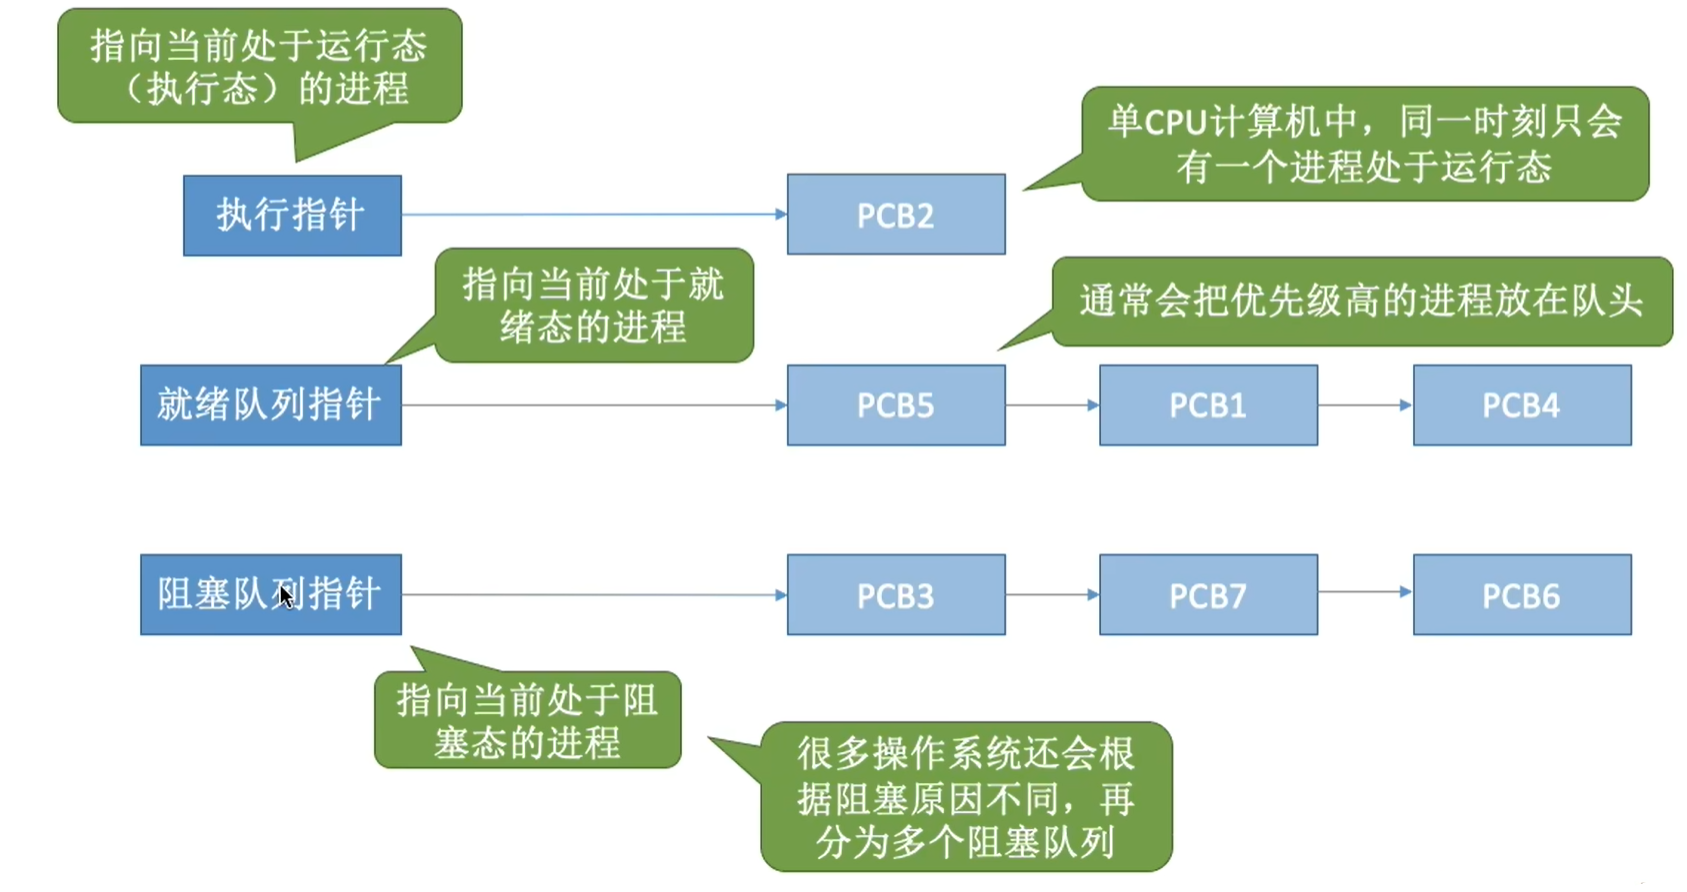 指向当前处于运行态
（执行态）的进程
单CPU计算机中，同一时刻只会
有一个进程处于运行态
执行指针
PCB2
指向当前处于就
绪态的进程
通常会把优先级高的进程放在队头
就绪队列指针
PCB5
PCB1
PCB4
阻塞队列指针
PCB3
PCB7
PCB6
指向当前处于阻
塞态的进程
很多操作系统还会根
据阻塞原因不同，再
分为多个阻塞队列